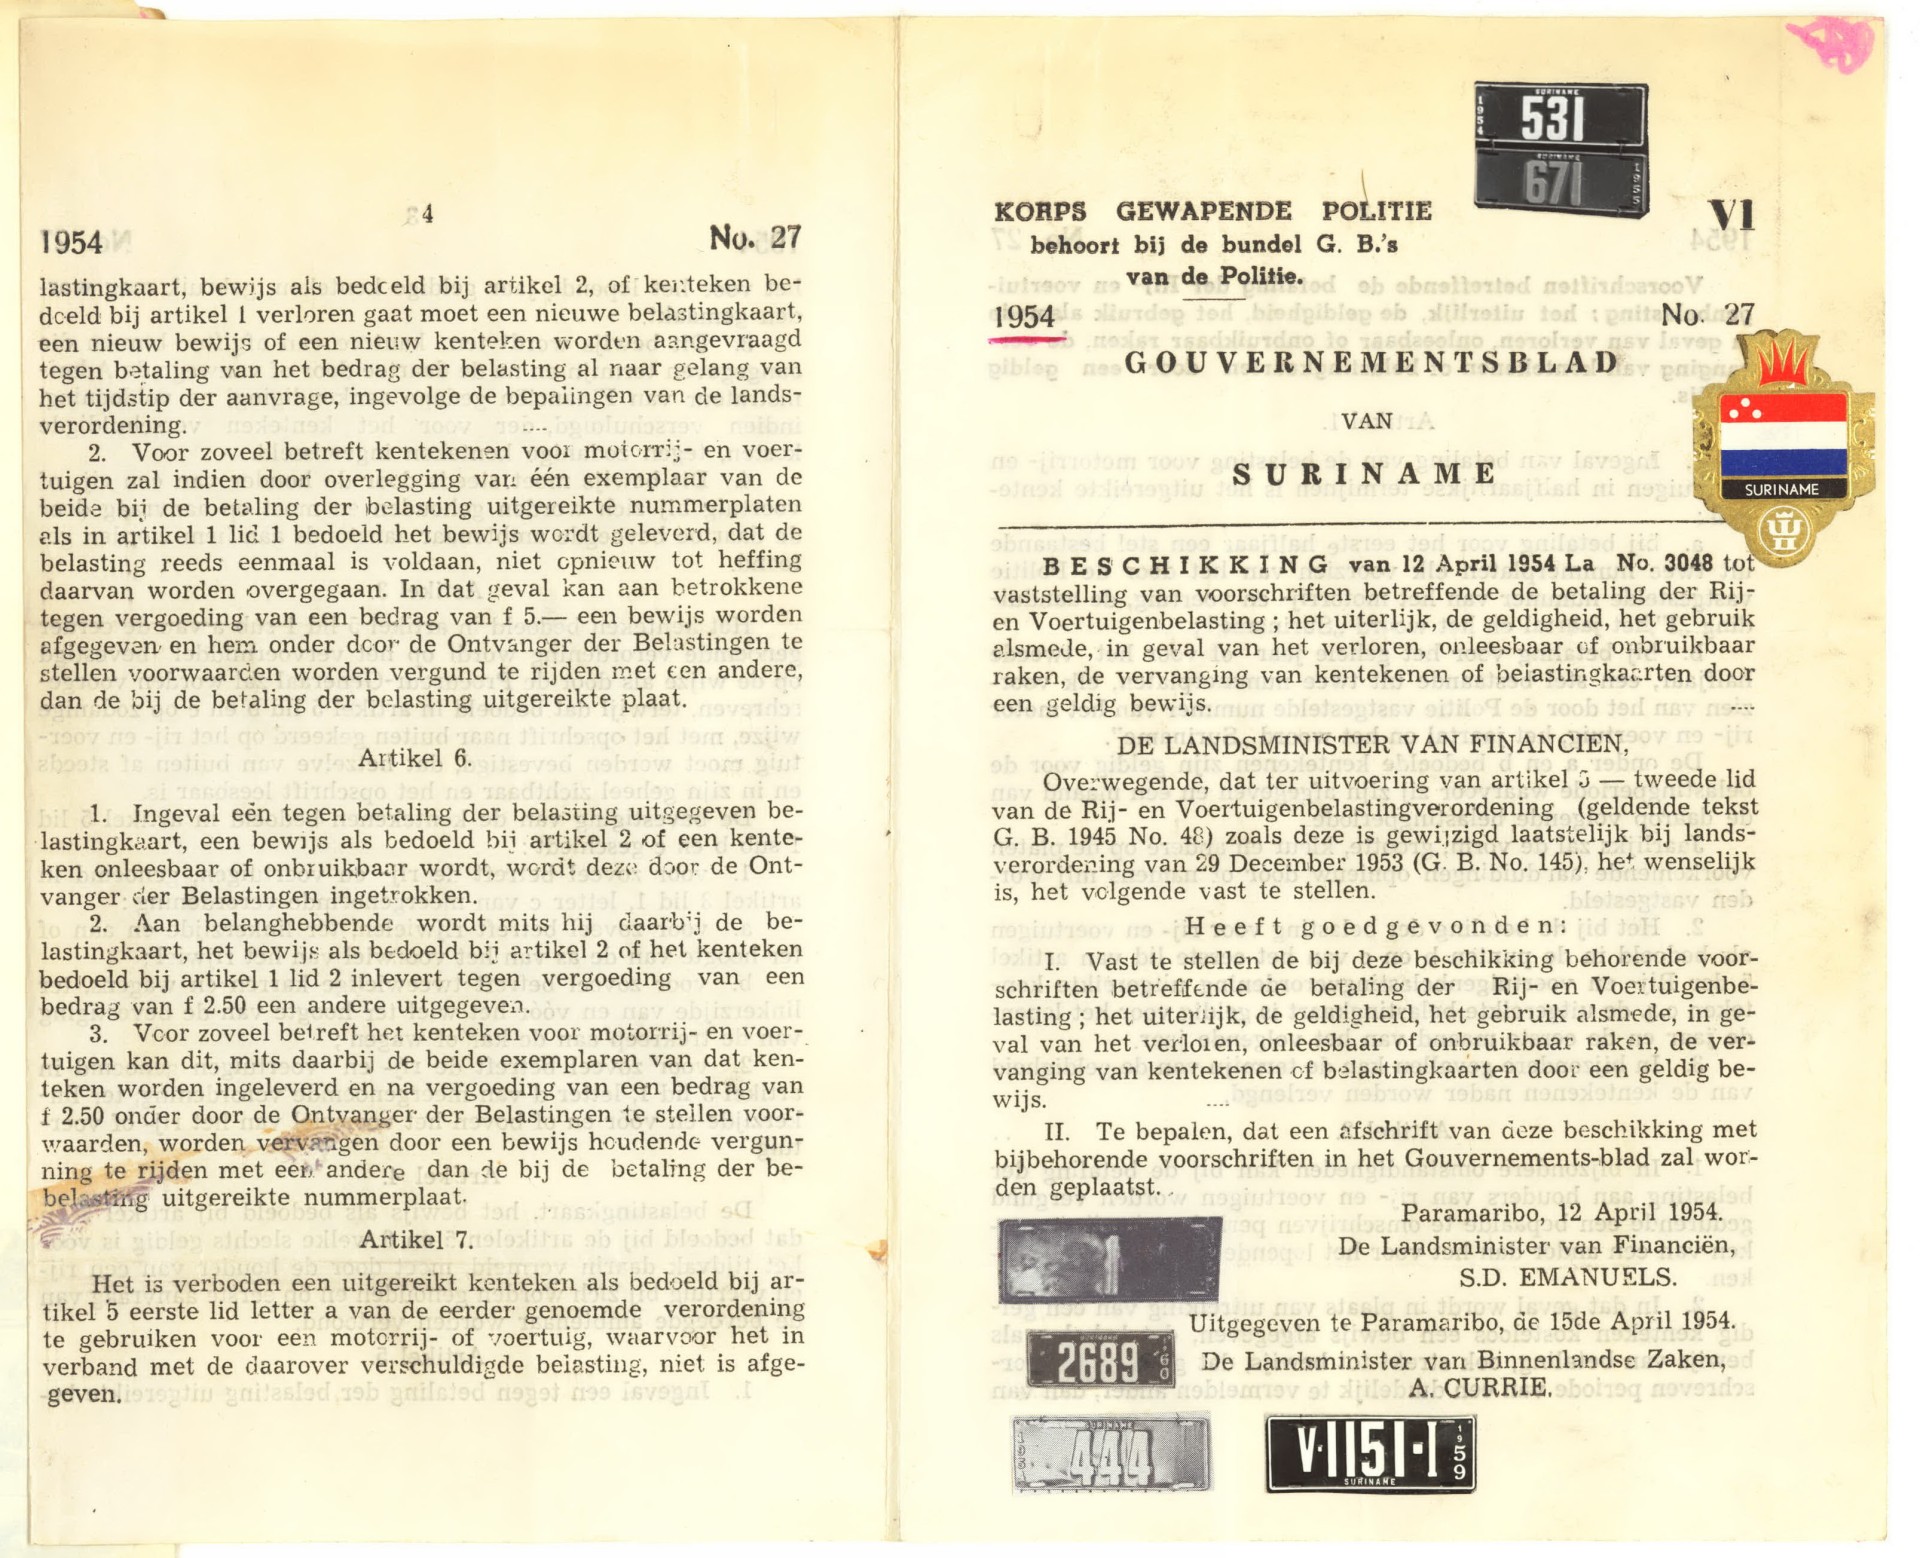 4
1954 No. 27
lastingkaart, bewijs als bedoeld bij artikel 2, of kenteken be-
doeld bij artikel 1 verloren gaat moet een nieuwe belastingkaart,
een nieuw bewijs of een nieuw kenteken worden aangevraagd
tegen betaling van het bedrag der belasting al naar gelang van
het tijdstip der aanvrage, ingevolge de bepalingen van de lands-
verordening.
2. Voor zoveel betreft kentekenen voor motorrij- en voer-
tuigen zal indien door overlegging van één exemplaar van de
beide bij de betaling der belasting uitgereikte nummerplaten
als in artikel 1 lid 1 bedoeld het bewijs wordt geleverd, dat de
belasting reeds eenmaal is voldaan, niet opnieuw tot heffing
daarvan worden overgegaan. In dat geval kan aan betrokkene
tegen vergoeding van een bedrag van f 5.— een bewijs worden
afgegeven en hem onder door de Ontvanger der Belastingen te
stellen voorwaarden worden vergund te rijden met een andere,
dan de bij de betaling der belasting uitgereikte plaat.
Artikel 6.
1. Ingeval een tegen betaling der belasting uitgegeven be-
lastingkaart, een bewijs als bedoeld bij artikel 2 of een kente-
ken onleesbaar of onbruikbaar wordt, wordt deze door de Ont-
vanger der Belastingen ingetrokken.
2. Aan belanghebbende wordt mits hij daarbij de be-
lastingkaart, het bewijs als bedoeld bij artikel 2 of het kenteken
bedoeld bij artikel 1 lid 2 inlevert tegen vergoeding van een
bedrag van f 2.50 een andere uitgegeven.
3. Voor zoveel betreft het kenteken voor motorrij- en voer-
tuigen kan dit, mits daarbij de beide exemplaren van dat ken-
teken worden ingeleverd en na vergoeding van een bedrag van
f 2.50 onder door de Ontvanger der Belastingen te stellen voor-
waarden, worden vervangen door een bewijs houdende vergun-
ning te rijden met een andere dan de bij de betaling der be-
belasting uitgereikte nummerplaat.
Artikel 7.
Het is verboden een uitgereikt kenteken als bedoeld bij ar-
tikel 5 eerste lid letter a van de eerder genoemde verordening
te gebruiken voor een motorrij- of voertuig, waarvoor het in
verband met de daarover verschuldigde belasting, niet is afge-
geven.
SURINAME
1954 531
SURINAME
671 1955
KORPS GEWAPENDE POLITIE VI
behoort bij de bundel G. B.'s
van de Politie.
1954 No. 27
GOUVERNEMENTSBLAD
VAN
SURINAME
SURINAME
BESCHIKKING van 12 April 1954 La No. 3048 tot
vaststelling van voorschriften betreffende de betaling der Rij-
en Voertuigenbelasting ; het uiterlijk, de geldigheid, het gebruik
alsmede, in geval van het verloren, onleesbaar of onbruikbaar
raken, de vervanging van kentekenen of belastingkaarten door
een geldig bewijs.
DE LANDSMINISTER VAN FINANCIEN,
Overwegende, dat ter uitvoering van artikel 5 — tweede lid
van de Rij- en Voertuigenbelastingverordening (geldende tekst
G. B. 1945 No. 48) zoals deze is gewijzigd laatstelijk bij lands-
verordening van 29 December 1953 (G. B. No. 145), het wenselijk
is, het volgende vast te stellen.
Heeft goedgevonden:
I. Vast te stellen de bij deze beschikking behorende voor-
schriften betreffende de betaling der Rij- en Voertuigenbe-
lasting ; het uiterlijk, de geldigheid, het gebruik alsmede, in ge-
val van het verloren, onleesbaar of onbruikbaar raken, de ver-
vanging van kentekenen of belastingkaarten door een geldig be-
wijs.
II. Te bepalen, dat een afschrift van deze beschikking met
bijbehorende voorschriften in het Gouvernements-blad zal wor-
den geplaatst.
Paramaribo, 12 April 1954.
De Landsminister van Financiën,
S.D. EMANUELS.
Uitgegeven te Paramaribo, de 15de April 1954.
De Landsminister van Binnenlandse Zaken,
A. CURRIE.
2689 60
SURINAME
444
V·1151·I 1959
SURINAME